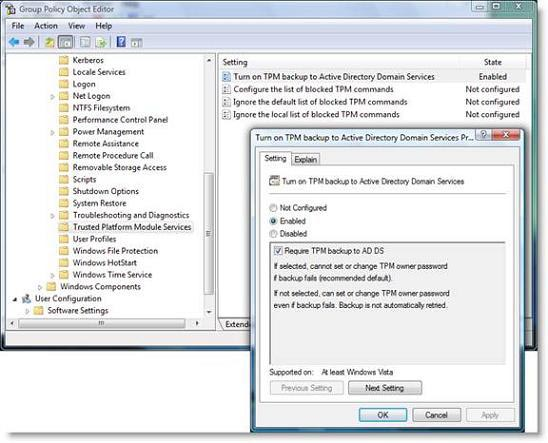 Group Policy Object Editor
File Action View Help
Kerberos
Locale Services
Logon
Net Logon
NTFS Filesystem
Performance Control Panel
Power Management
Remote Assistance
Remote Procedure Call
Removable Storage Access
Scripts
Shutdown Options
System Restore
Troubleshooting and Diagnostics
Trusted Platform Module Services
User Profiles
Windows File Protection
Windows HotStart
Windows Time Service
Windows Components
User Configuration
Software Settings
Setting State
Turn on TPM backup to Active Directory Domain Services Enabled
Configure the list of blocked TPM commands Not configured
Ignore the default list of blocked TPM commands Not configured
Ignore the local list of blocked TPM commands Not configured
Extende
Turn on TPM backup to Active Directory Domain Services Pr...
Setting Explain
Turn on TPM backup to Active Directory Domain Services
Not Configured
Enabled
Disabled
Require TPM backup to AD DS
If selected, cannot set or change TPM owner password
if backup fails (recommended default).
If not selected, can set or change TPM owner password
even if backup fails. Backup is not automatically retried.
Supported on: At least Windows Vista
Previous Setting Next Setting
OK Cancel Apply